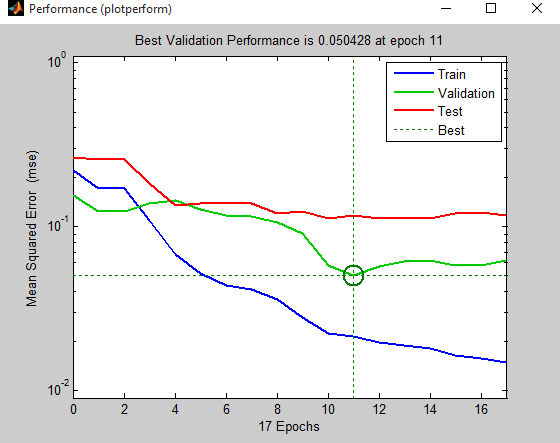 Performance (plotperform)
Best Validation Performance is 0.050428 at epoch 11
Train
Validation
Test
Best
10^0
10^-1
10^-2
Mean Squared Error (mse)
0 2 4 6 8 10 12 14 16
17 Epochs